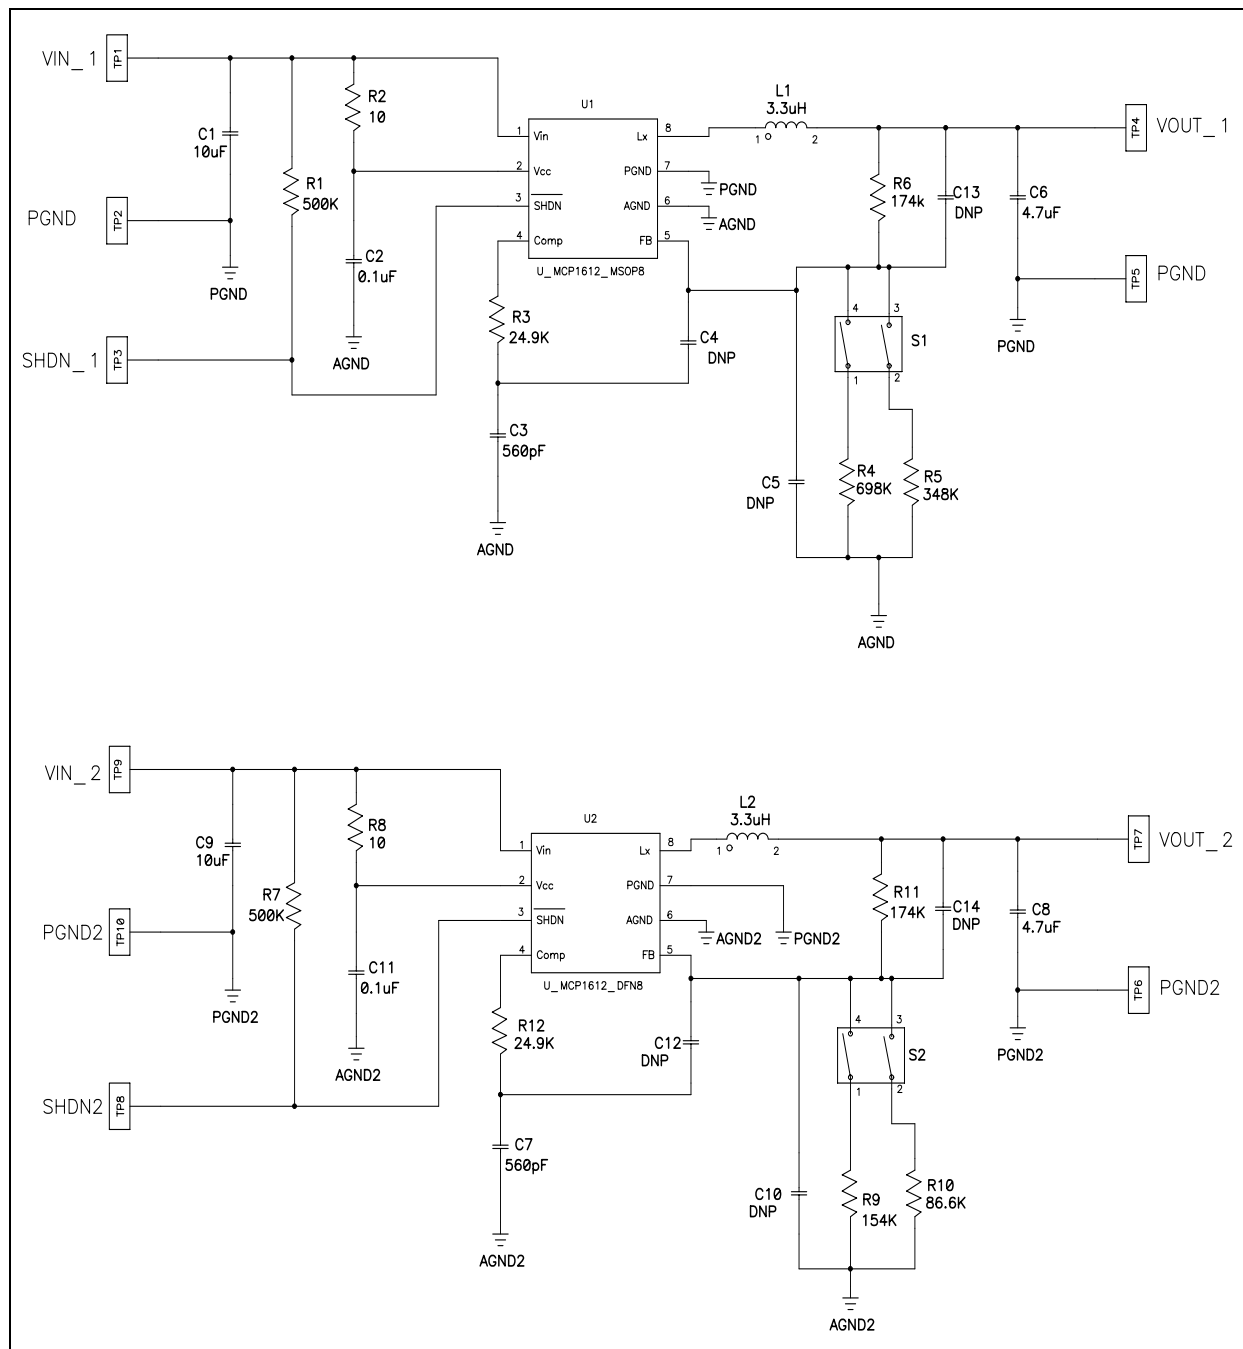 VIN_1
TP1
C1
10uF
PGND
TP2
PGND
R1
500K
R2
10
C2
0.1uF
AGND
SHDN_1
TP3
U1
1
Vin
2
Vcc
3
SHDN
4
Comp
8
Lx
7
PGND
6
AGND
5
FB
U_MCP1612_MSOP8
PGND
AGND
R3
24.9K
C3
560pF
AGND
C4
DNP
L1
3.3uH
1
2
R6
174k
C13
DNP
C6
4.7uF
TP4
VOUT_1
TP5
PGND
PGND
4
3
S1
1
2
C5
DNP
R4
698K
R5
348K
AGND
VIN_2
TP9
C9
10uF
PGND2
TP10
PGND2
R7
500K
R8
10
C11
0.1uF
AGND2
SHDN2
TP8
U2
1
Vin
2
Vcc
3
SHDN
4
Comp
8
Lx
7
PGND
6
AGND
5
FB
U_MCP1612_DFN8
AGND2
PGND2
R12
24.9K
C7
560pF
AGND2
C12
DNP
L2
3.3uH
1
2
R11
174K
C14
DNP
C8
4.7uF
TP7
VOUT_2
TP6
PGND2
PGND2
4
3
S2
1
2
C10
DNP
R9
154K
R10
86.6K
AGND2